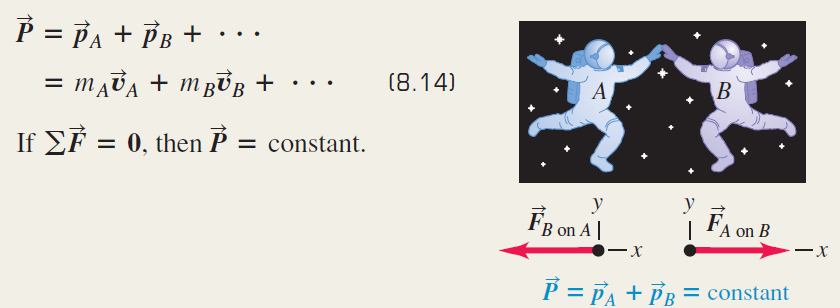 P⃗ = p⃗_A + p⃗_B + · · ·
= m_A v⃗_A + m_B v⃗_B + · · · (8.14)
If ΣF⃗ = 0, then P⃗ = constant.
A B
y y
F⃗_B on A F⃗_A on B
x x
P⃗ = p⃗_A + p⃗_B = constant